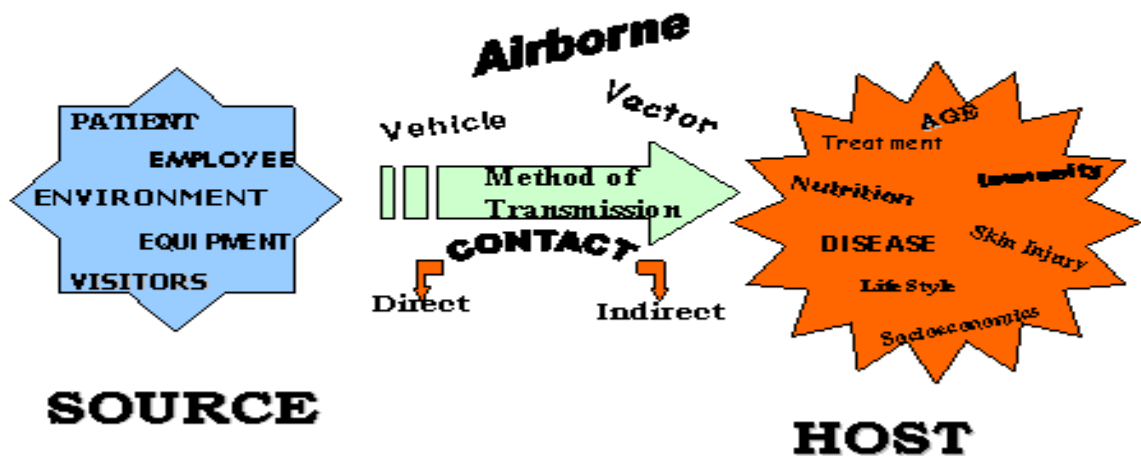 Airborne
Vehicle
Vector
PATIENT
EMPLOYEE
ENVIRONMENT
EQUIPMENT
VISITORS
SOURCE
Method of
Transmission
CONTACT
Direct
Indirect
AGE
Treatment
Immunity
Nutrition
DISEASE
Skin Injury
Life Style
Socioeconomics
HOST